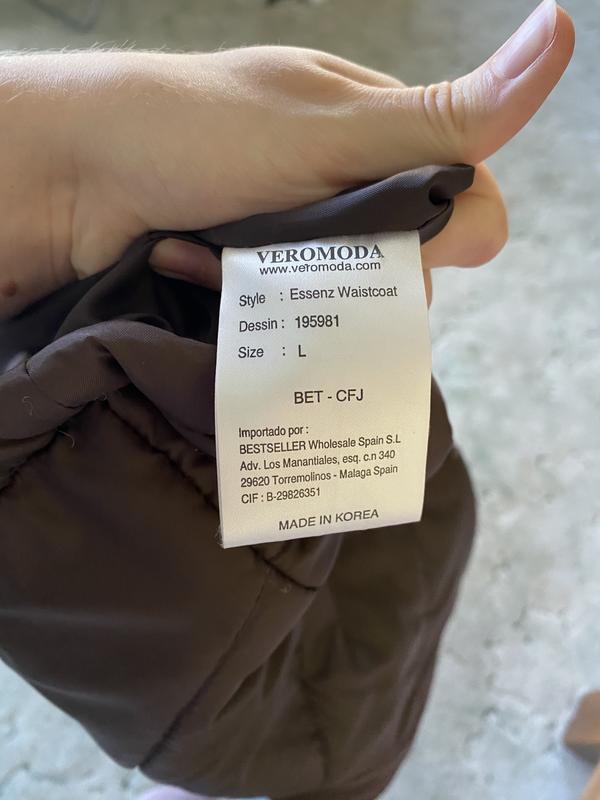 VEROMODA
www.veromoda.com
Style : Essenz Waistcoat
Dessin : 195981
Size : L
BET - CFJ
Importado por :
BESTSELLER Wholesale Spain S.L
Adv. Los Manantiales, esq. c.n 340
29620 Torremolinos - Malaga Spain
CIF : B-29826351
MADE IN KOREA